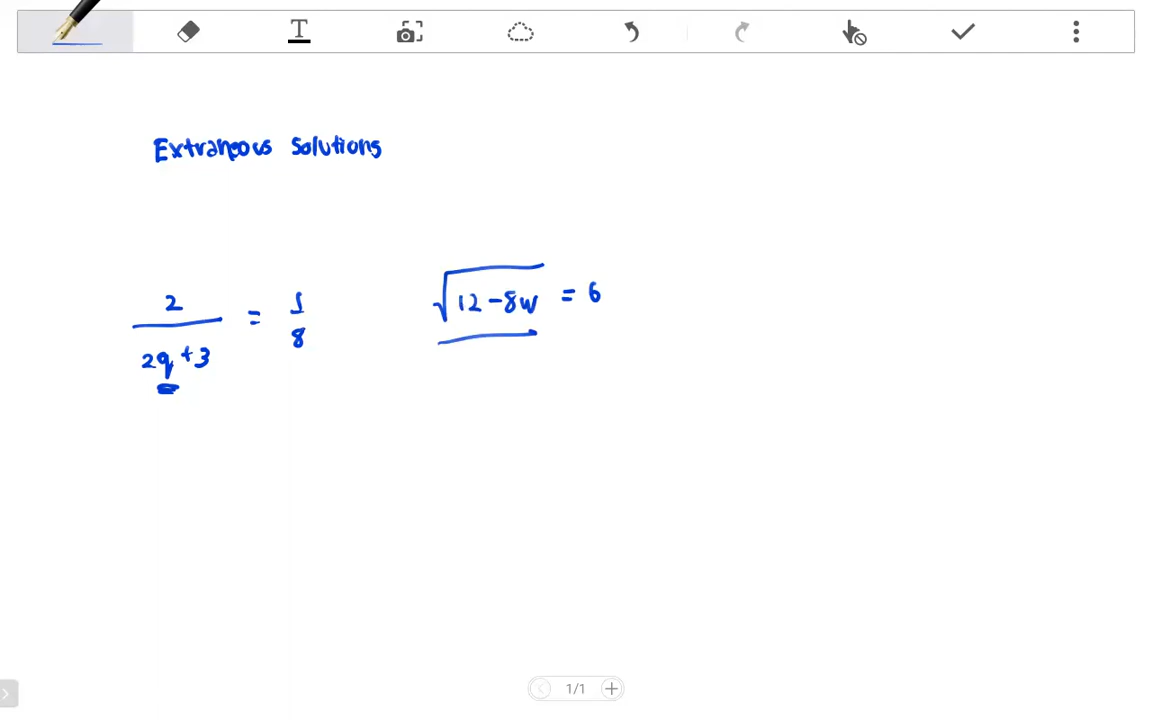 Extraneous Solutions
2/(2q+3) = 1/8
√(12-8w) = 6
1/1